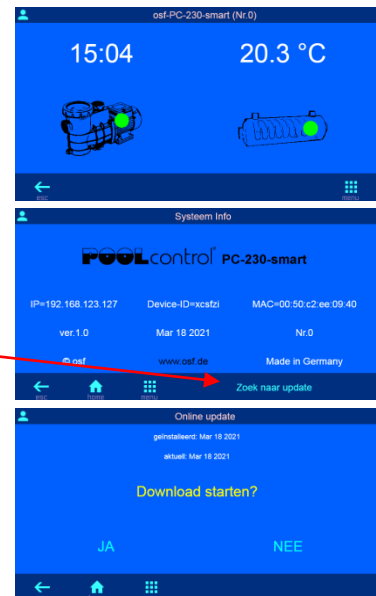 osf-PC-230-smart (Nr.0)
15:04 20.3 °C
esc menu
Systeem Info
POOLcontrol PC-230-smart
IP=192.168.123.127 Device-ID=xcsfzi MAC=00:50:c2:ee:09:40
ver.1.0 Mar 18 2021 Nr.0
© osf www.osf.de Made in Germany
esc home menu Zoek naar update
Online update
geïnstalleerd: Mar 18 2021
aktuell: Mar 18 2021
Download starten?
JA NEE